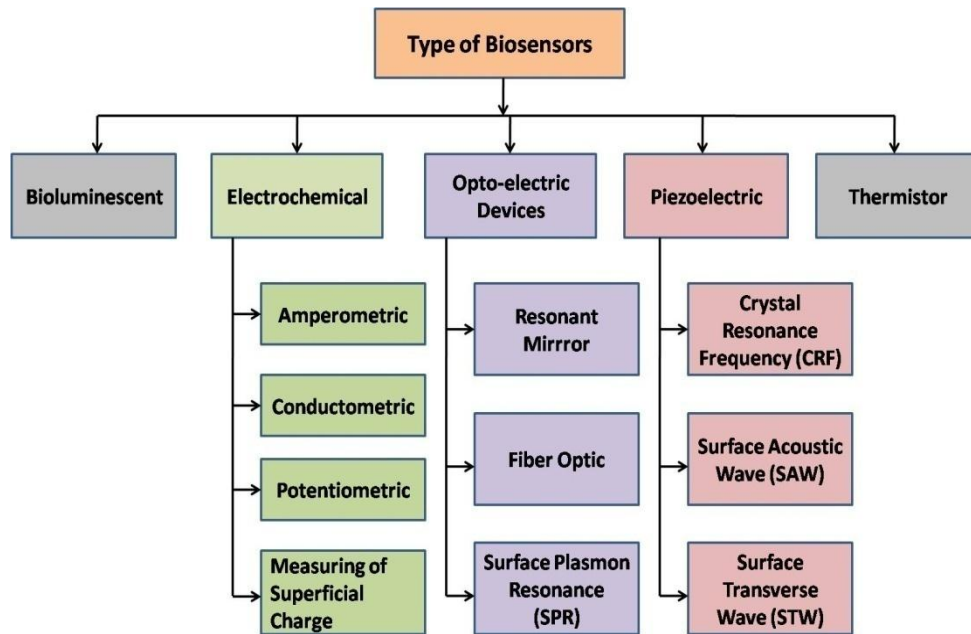 Type of Biosensors
Bioluminescent
Electrochemical
Opto-electric
Devices
Piezoelectric
Thermistor
Amperometric
Conductometric
Potentiometric
Measuring of
Superficial
Charge
Resonant
Mirrror
Fiber Optic
Surface Plasmon
Resonance
(SPR)
Crystal
Resonance
Frequency (CRF)
Surface Acoustic
Wave (SAW)
Surface
Transverse
Wave (STW)